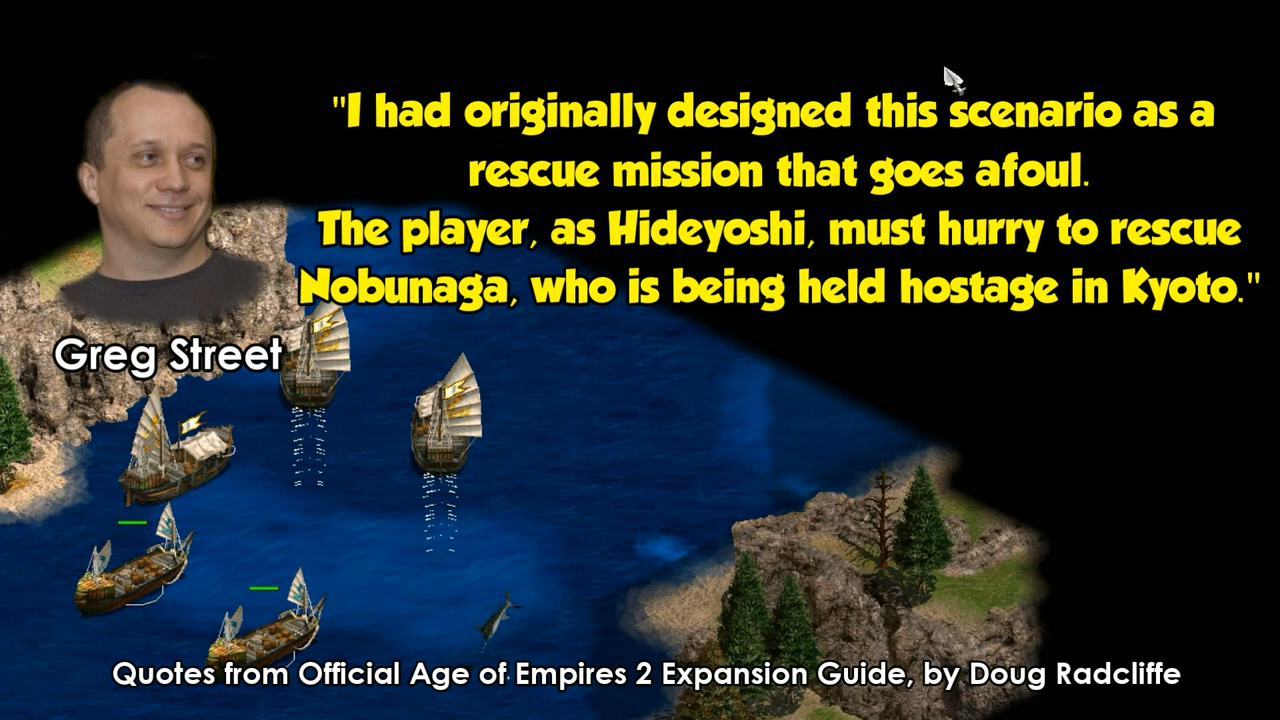 "I had originally designed this scenario as a
rescue mission that goes afoul.
The player, as Hideyoshi, must hurry to rescue
Nobunaga, who is being held hostage in Kyoto."
Greg Street
Quotes from Official Age of Empires 2 Expansion Guide, by Doug Radcliffe